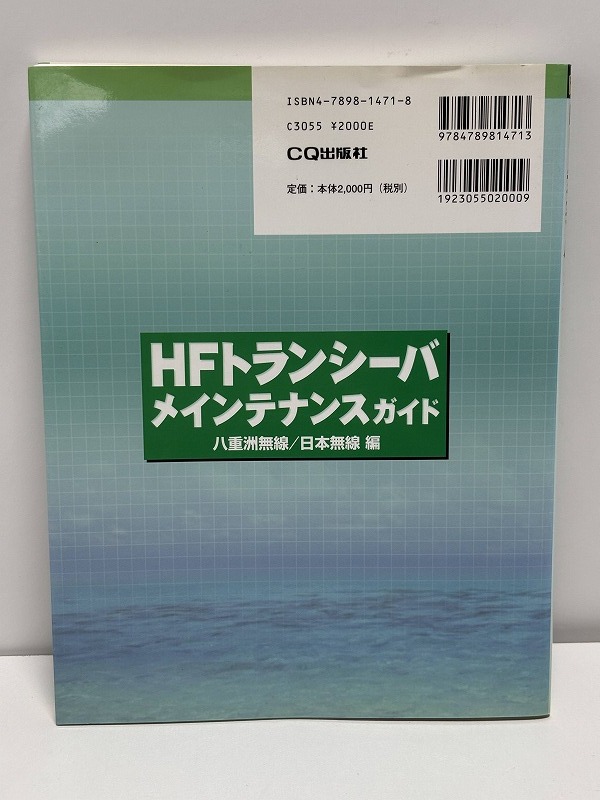 ISBN4-7898-1471-8
C3055 ¥2000E
CQ出版社
定価：本体2,000円（税別）
9784789814713
1923055020009
HFトランシーバ
メインテナンスガイド
八重洲無線/日本無線 編